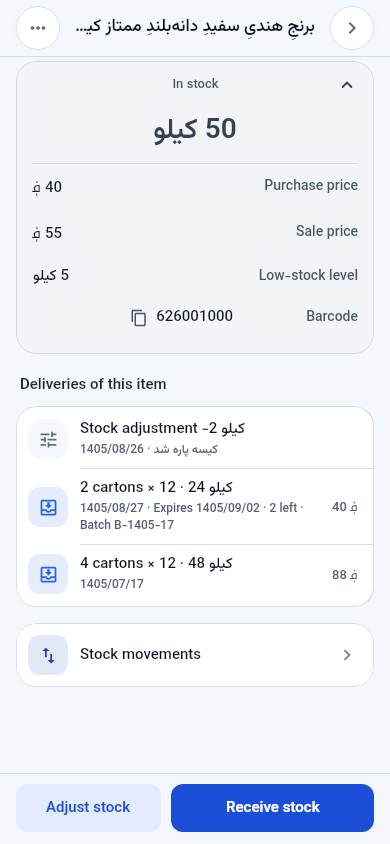 برنجِ هندیِ سفیدِ دانه‌بلندِ ممتاز کیـ...
In stock
50 کیلو
Purchase price
40 ؋
Sale price
55 ؋
Low-stock level
5 کیلو
Barcode
626001000
Deliveries of this item
Stock adjustment -2 کیلو
1405/08/26 · کیسه پاره شد
2 cartons × 12 · 24 کیلو
1405/08/27 · Expires 1405/09/02 · 2 left ·
Batch B-1405-17
40 ؋
4 cartons × 12 · 48 کیلو
1405/07/17
88 ؋
Stock movements
Adjust stock
Receive stock